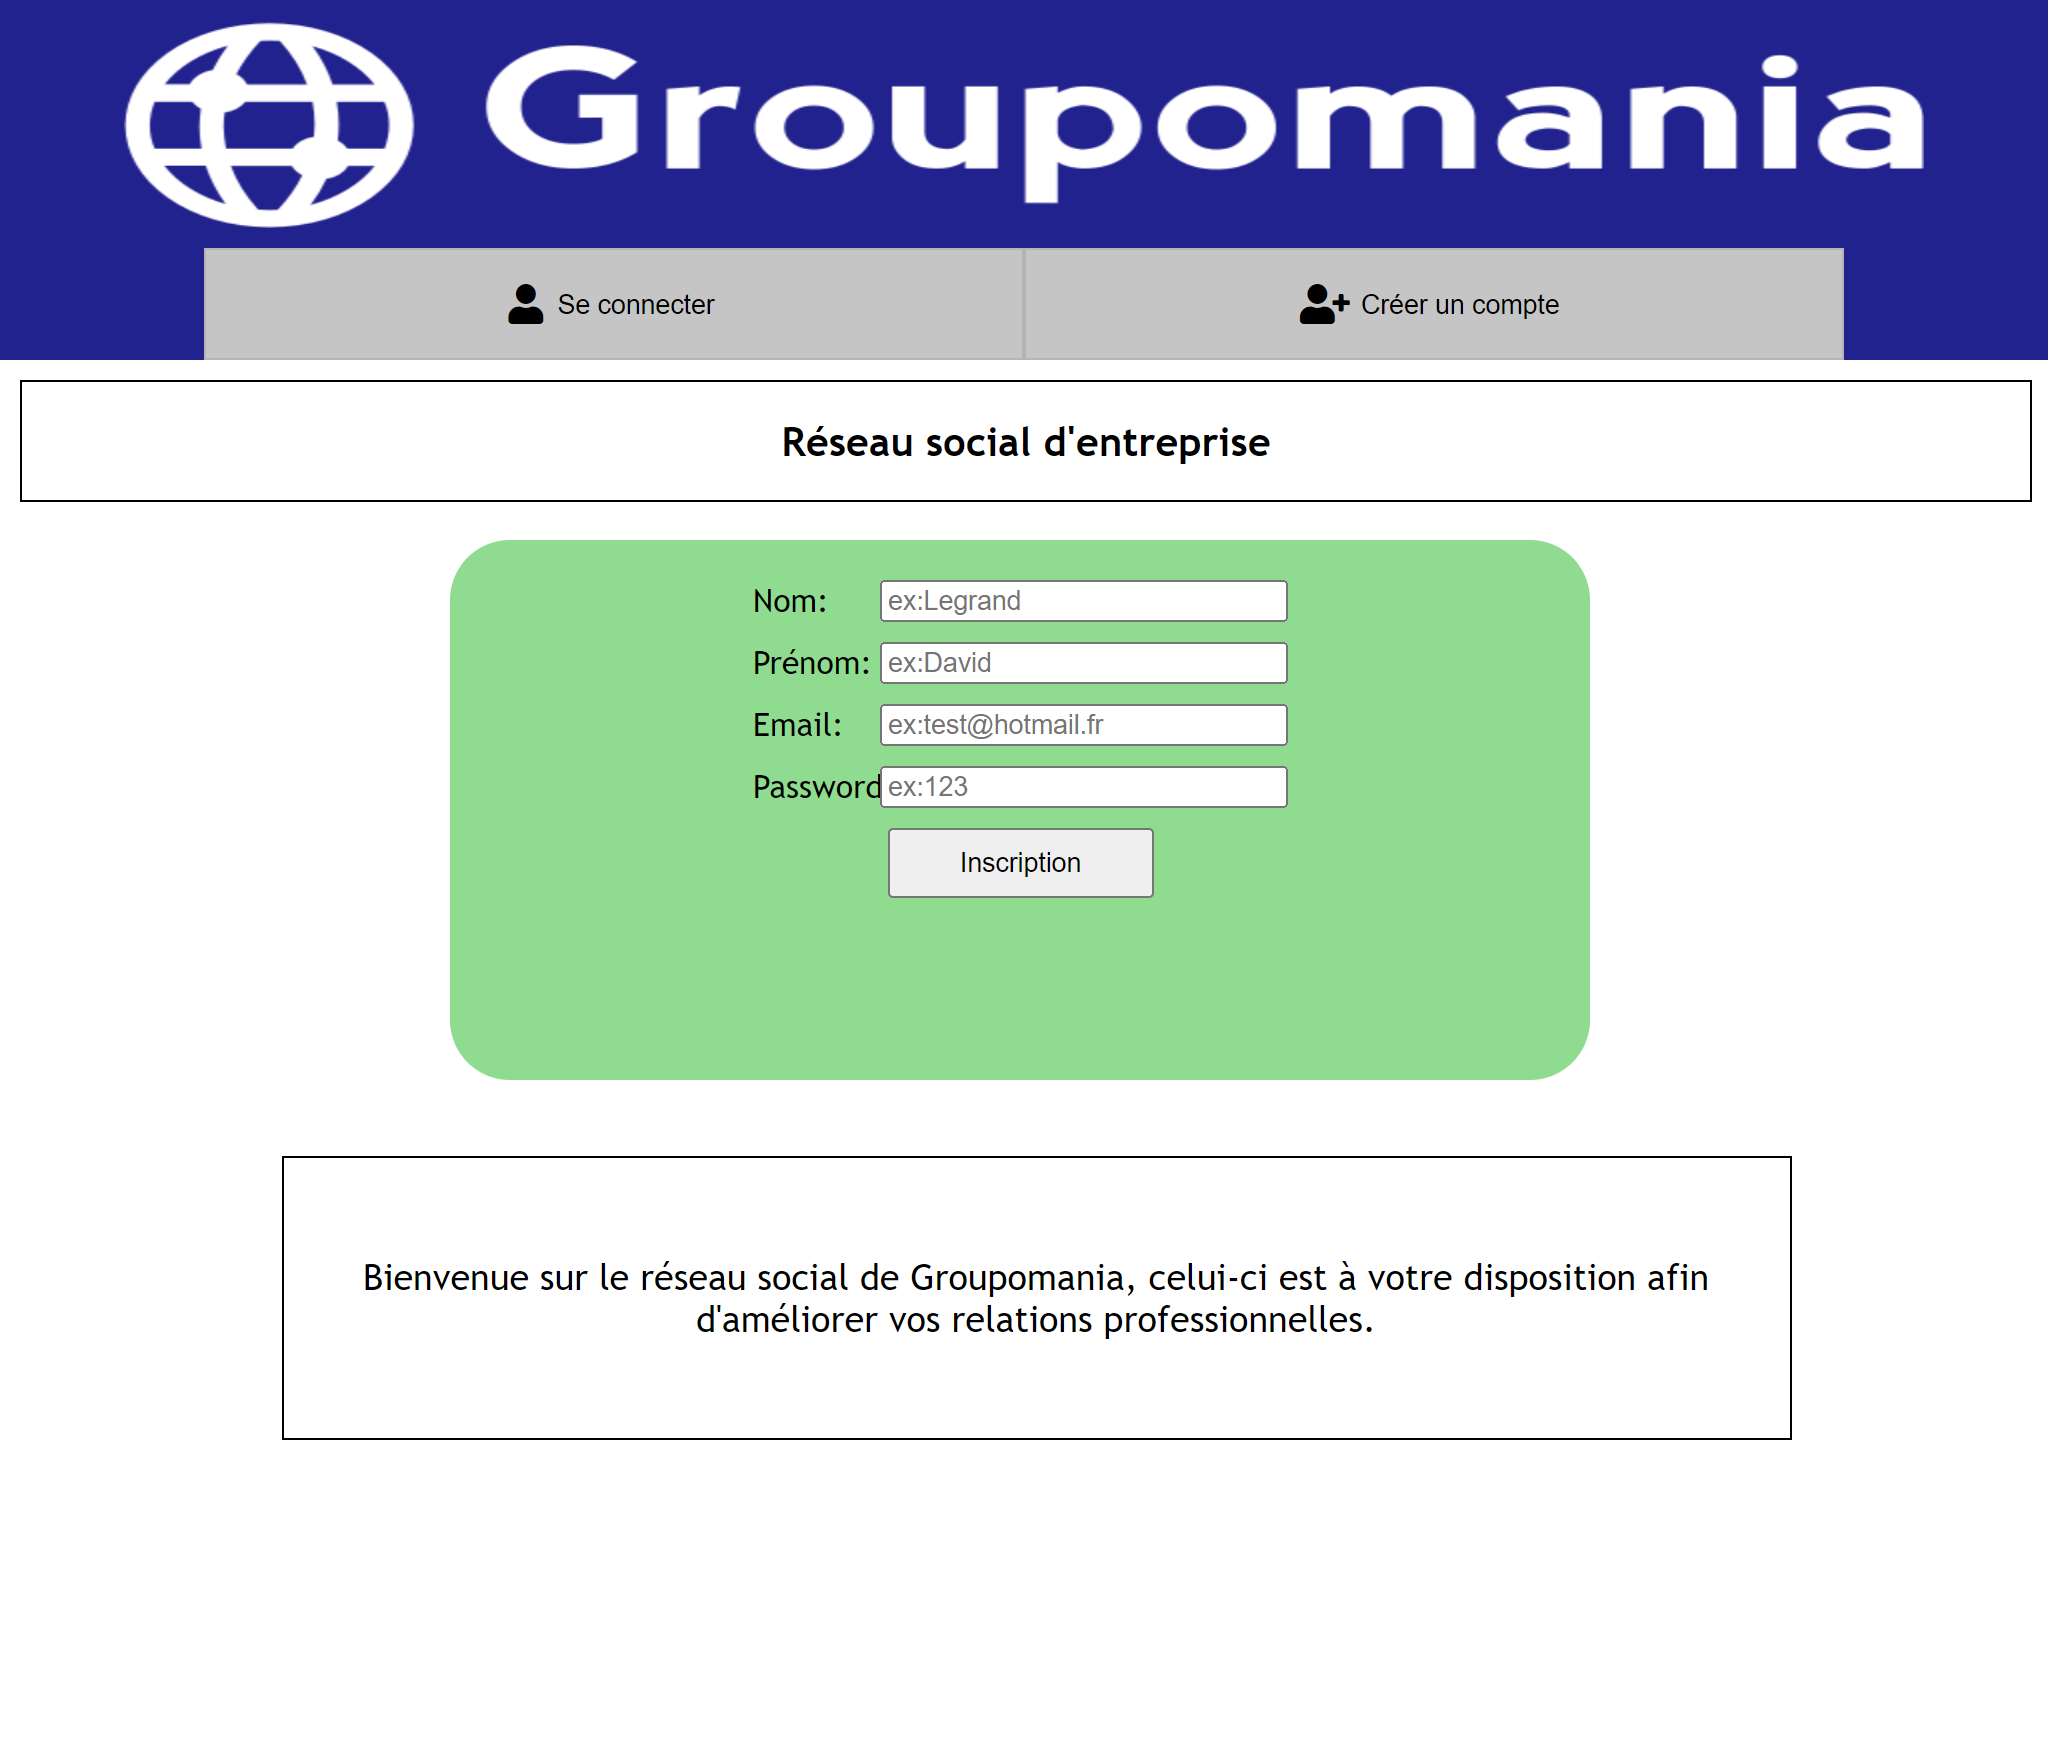 Groupomania
Se connecter
Créer un compte
Réseau social d'entreprise
Nom: ex:Legrand
Prénom: ex:David
Email: ex:test@hotmail.fr
Password ex:123
Inscription
Bienvenue sur le réseau social de Groupomania, celui-ci est à votre disposition afin
d'améliorer vos relations professionnelles.